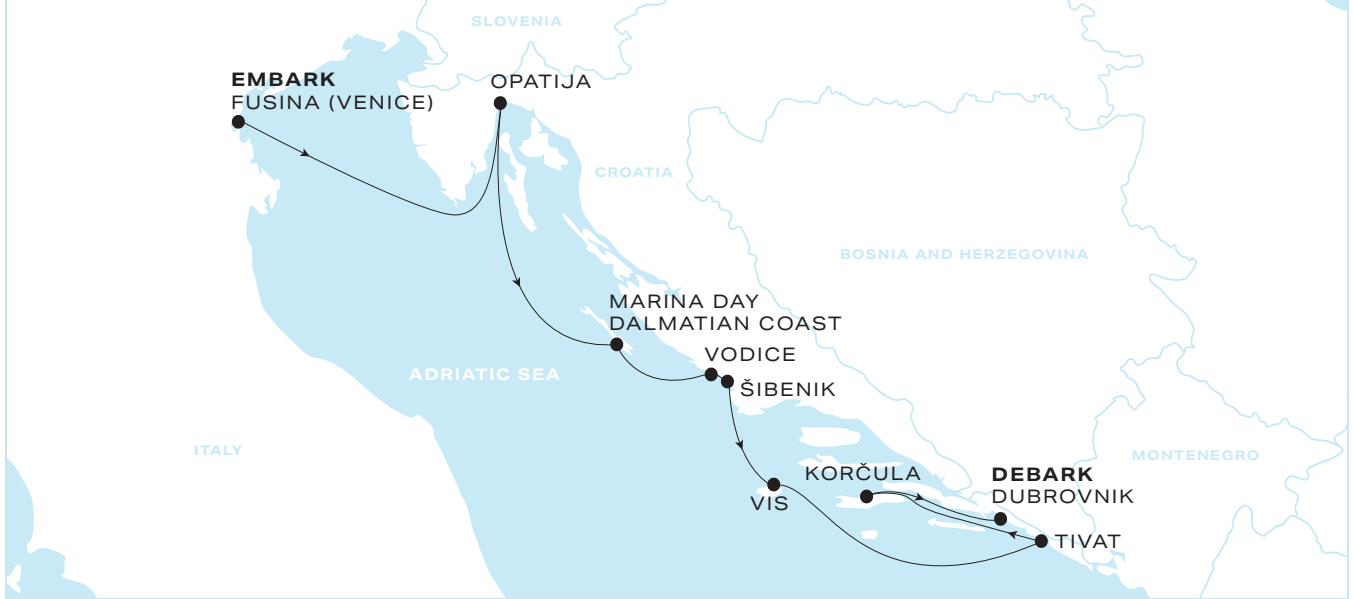 SLOVENIA
EMBARK
FUSINA (VENICE)
OPATIJA
CROATIA
BOSNIA AND HERZEGOVINA
MARINA DAY
DALMATIAN COAST
VODICE
ADRIATIC SEA
ŠIBENIK
ITALY
MONTENEGRO
KORČULA
DEBARK
DUBROVNIK
VIS
TIVAT